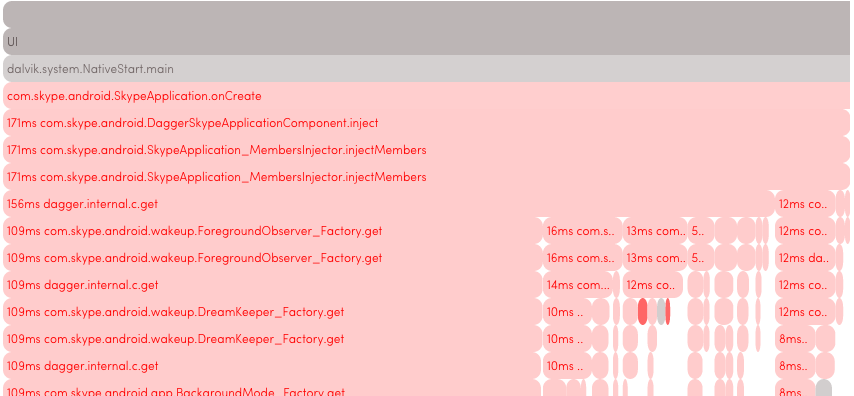 UI
dalvik.system.NativeStart.main
com.skype.android.SkypeApplication.onCreate
171ms com.skype.android.DaggerSkypeApplicationComponent.inject
171ms com.skype.android.SkypeApplication_MembersInjector.injectMembers
171ms com.skype.android.SkypeApplication_MembersInjector.injectMembers
156ms dagger.internal.c.get 12ms co..
109ms com.skype.android.wakeup.ForegroundObserver_Factory.get 16ms com.s.. 13ms com.. 5.. 12ms co..
109ms com.skype.android.wakeup.ForegroundObserver_Factory.get 16ms com.s... 13ms com.. 5.. 12ms da..
109ms dagger.internal.c.get 14ms com... 12ms co.. 12ms co..
109ms com.skype.android.wakeup.DreamKeeper_Factory.get 10ms .. 12ms co..
109ms com.skype.android.wakeup.DreamKeeper_Factory.get 10ms .. 8ms..
109ms dagger.internal.c.get 10ms .. 8ms..
109ms com.skype.android.app.BackgroundMode_Factory.get 8ms..